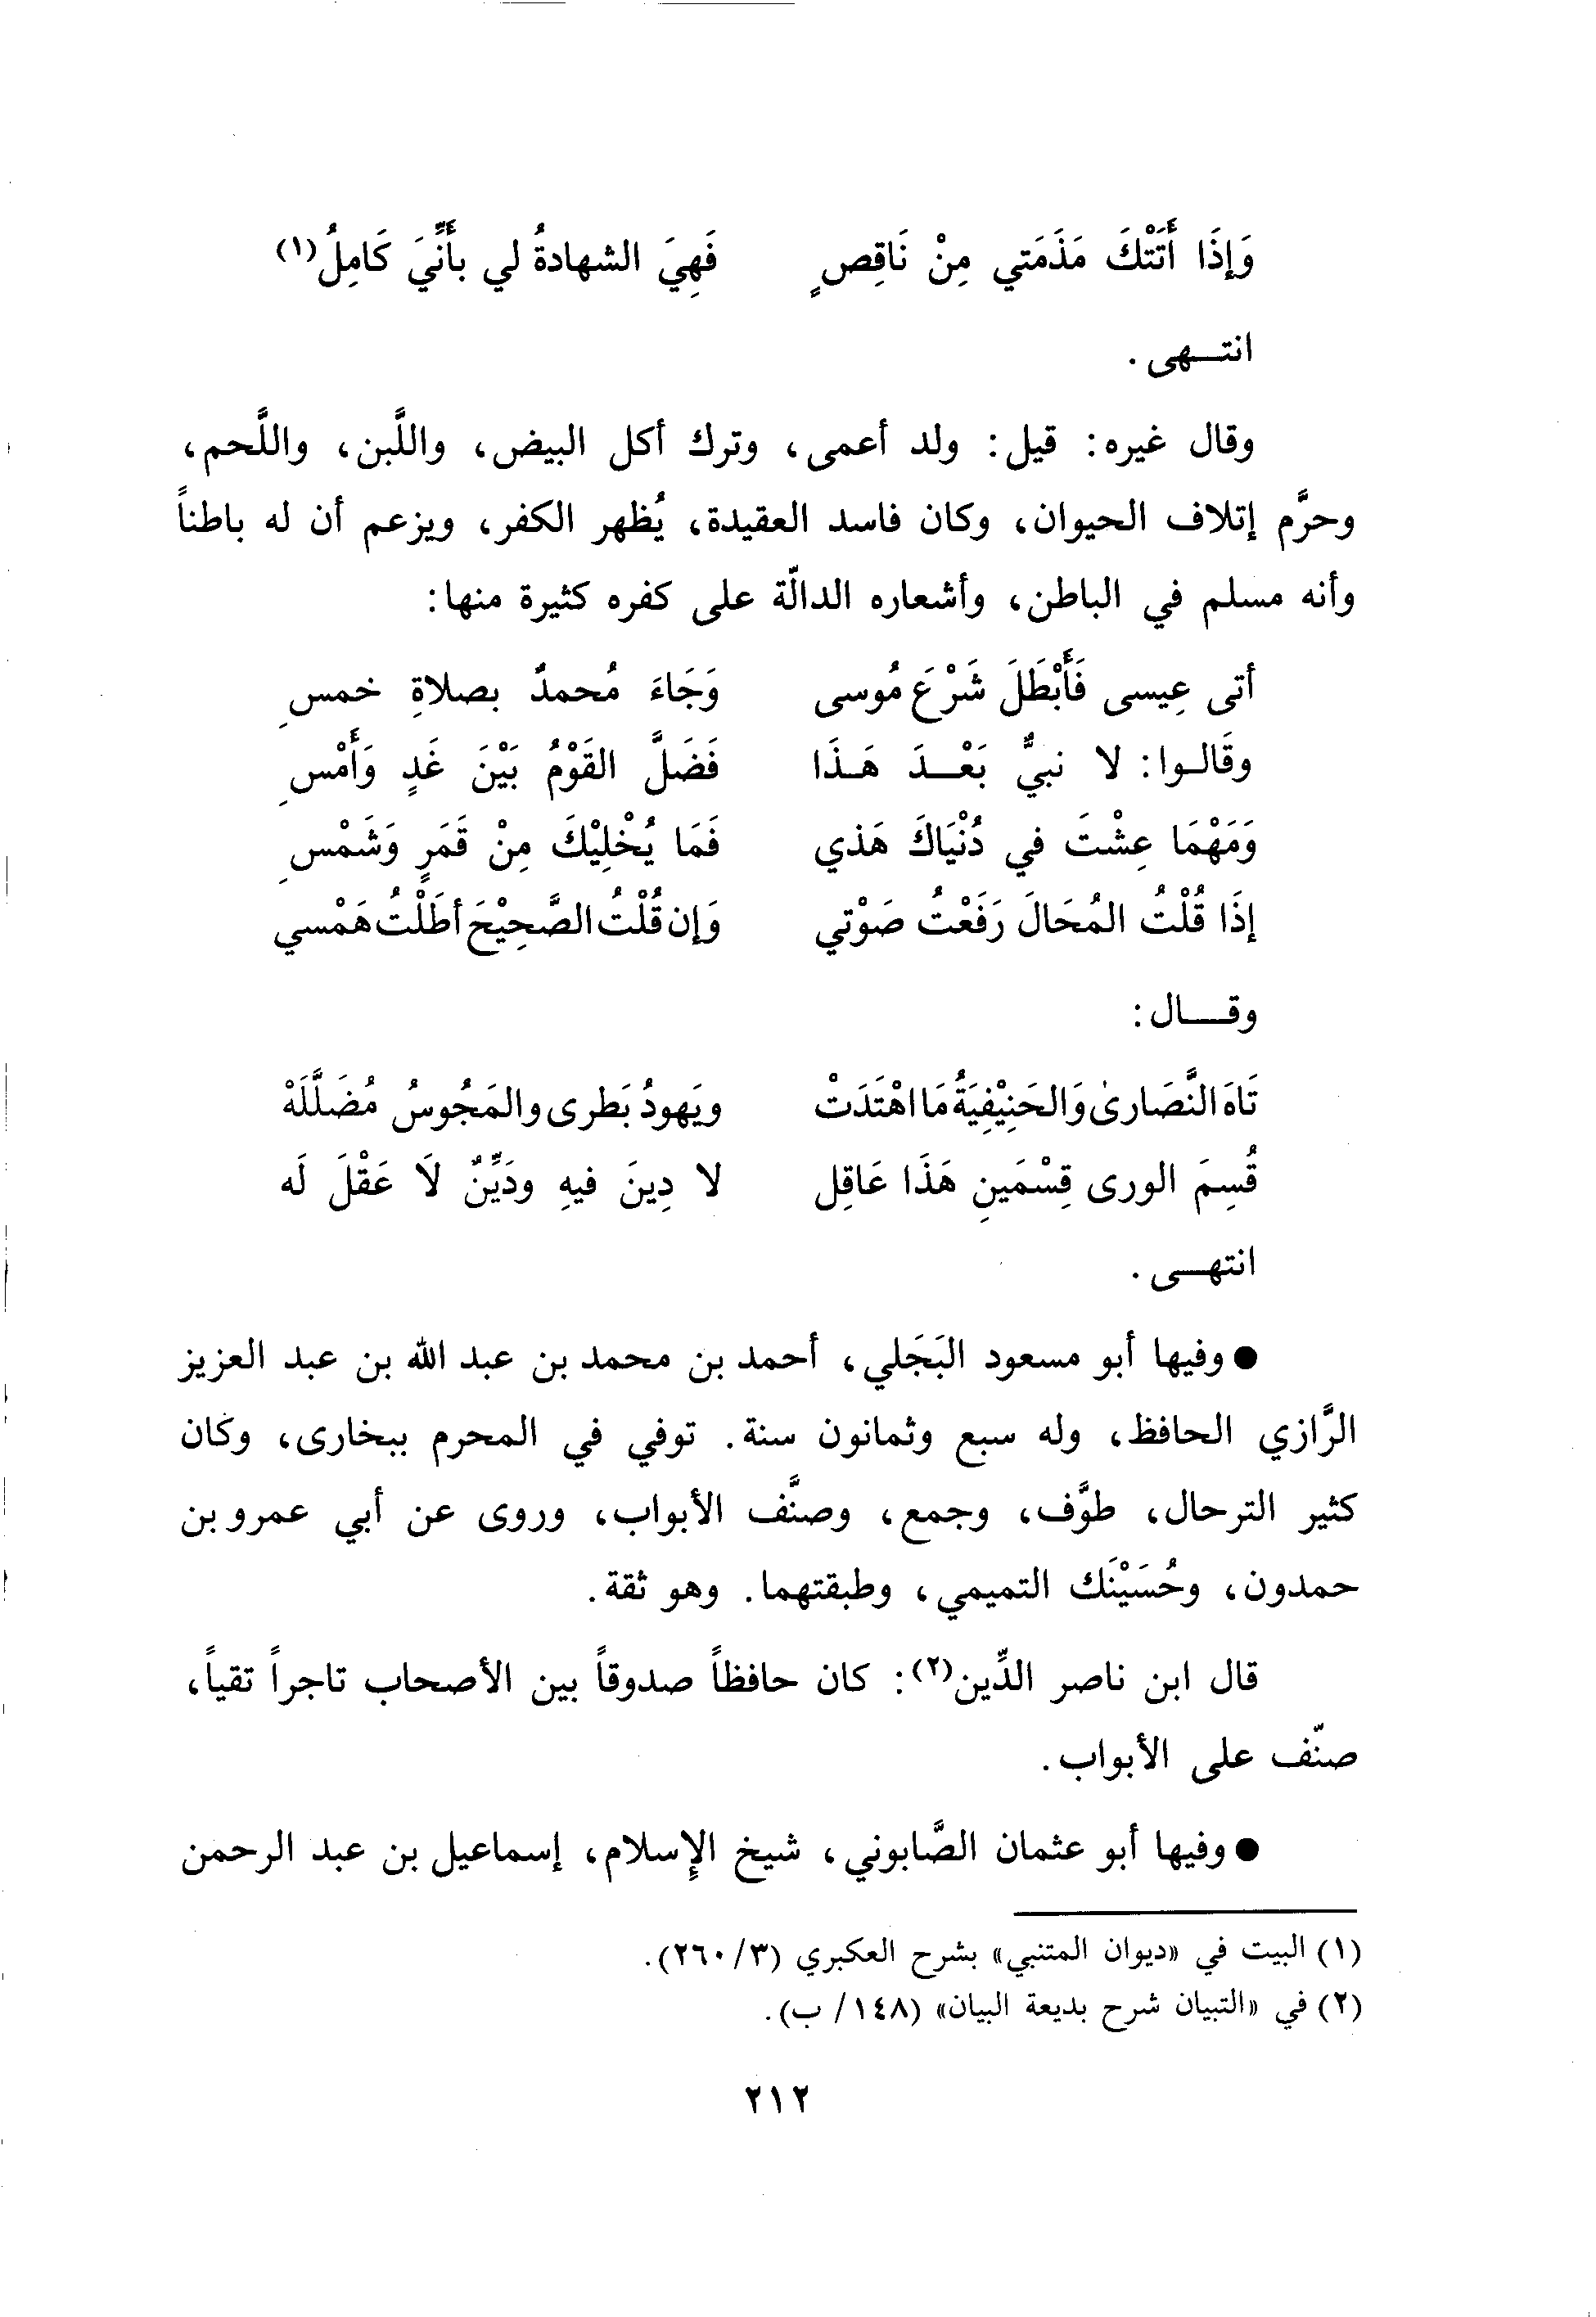 وَإِذَا أَتَتْكَ مَذَمَتي مِنْ نَاقِصٍ فَهِيَ الشهادةُ لي بأَنِّيَ كَامِلُ(١)
انتـهى .
وقال غيره: قيل: ولد أعمى، وترك أكل البيض، واللَّبن، واللَّحم،
وحرَّم إتلاف الحيوان، وكان فاسد العقيدة، يُظهر الكفر، ويزعم أن له باطناً
وأنه مسلم في الباطن، وأشعاره الدالّة على كفره كثيرة منها:
أتى عِيسى فَأَبْطَلَ شَرْعَ مُوسى وَجَاءَ مُحمدٌ بصلاةِ خمسِ
وقَالـوا: لا نبيٌّ بَعْـدَ هَـذَا فَضَلَّ القَوْمُ بَيْنَ غَدٍ وَأَمْسِ
وَمَهْمَا عِشْتَ في دُنْيَاكَ هَذي فَمَا يُخْلِيْكَ مِنْ قَمَرٍ وَشَمْسِ
إذَا قُلْتُ المُحَالَ رَفَعْتُ صَوْتي وَإن قُلْتُ الصَّحِيْحَ أطَلْتُ هَمْسي
وقـال:
تَاهَ النَّصَارىٰ وَالحَنِيْفِيَةُ مَا اهْتَدَتْ ويَهودُ بَطرى والمَجُوسُ مُضَلَّلَهْ
قُسِمَ الورى قِسْمَينِ هَذَا عَاقِل لا دِينَ فيهِ ودَيِّنٌ لَا عَقْلَ لَه
انتهـى .
● وفيها أبو مسعود البَجَلي، أحمد بن محمد بن عبد الله بن عبد العزيز
الرَّازي الحافظ، وله سبع وثمانون سنة. توفي في المحرم ببخارى، وكان
كثير الترحال، طوَّف، وجمع، وصنَّف الأبواب، وروى عن أبي عمرو بن
حمدون، وحُسَيْنَك التميمي، وطبقتهما. وهو ثقة.
قال ابن ناصر الدِّين(٢): كان حافظاً صدوقاً بين الأصحاب تاجراً تقياً،
صنّف على الأبواب.
● وفيها أبو عثمان الصَّابوني، شيخ الإِسلام، إسماعيل بن عبد الرحمن
(١) البيت في «ديوان المتنبي» بشرح العكبري (٣/ ٢٦٠).
(٢) في «التبيان شرح بديعة البيان» (١٤٨/ ب).
٢١٢